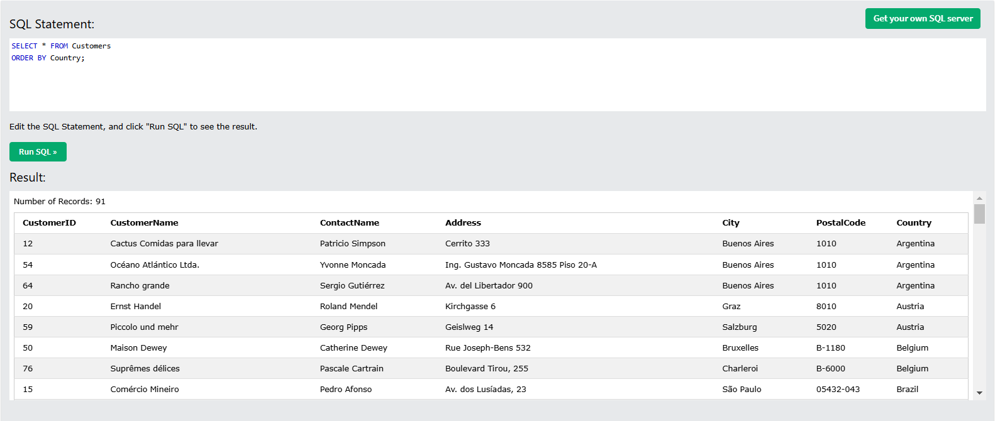 SQL Statement:
Get your own SQL server
SELECT * FROM Customers
ORDER BY Country;
Edit the SQL Statement, and click "Run SQL" to see the result.
Run SQL »
Result:
Number of Records: 91
CustomerID CustomerName ContactName Address City PostalCode Country
12 Cactus Comidas para llevar Patricio Simpson Cerrito 333 Buenos Aires 1010 Argentina
54 Océano Atlántico Ltda. Yvonne Moncada Ing. Gustavo Moncada 8585 Piso 20-A Buenos Aires 1010 Argentina
64 Rancho grande Sergio Gutiérrez Av. del Libertador 900 Buenos Aires 1010 Argentina
20 Ernst Handel Roland Mendel Kirchgasse 6 Graz 8010 Austria
59 Piccolo und mehr Georg Pipps Geislweg 14 Salzburg 5020 Austria
50 Maison Dewey Catherine Dewey Rue Joseph-Bens 532 Bruxelles B-1180 Belgium
76 Suprêmes délices Pascale Cartrain Boulevard Tirou, 255 Charleroi B-6000 Belgium
15 Comércio Mineiro Pedro Afonso Av. dos Lusíadas, 23 São Paulo 05432-043 Brazil